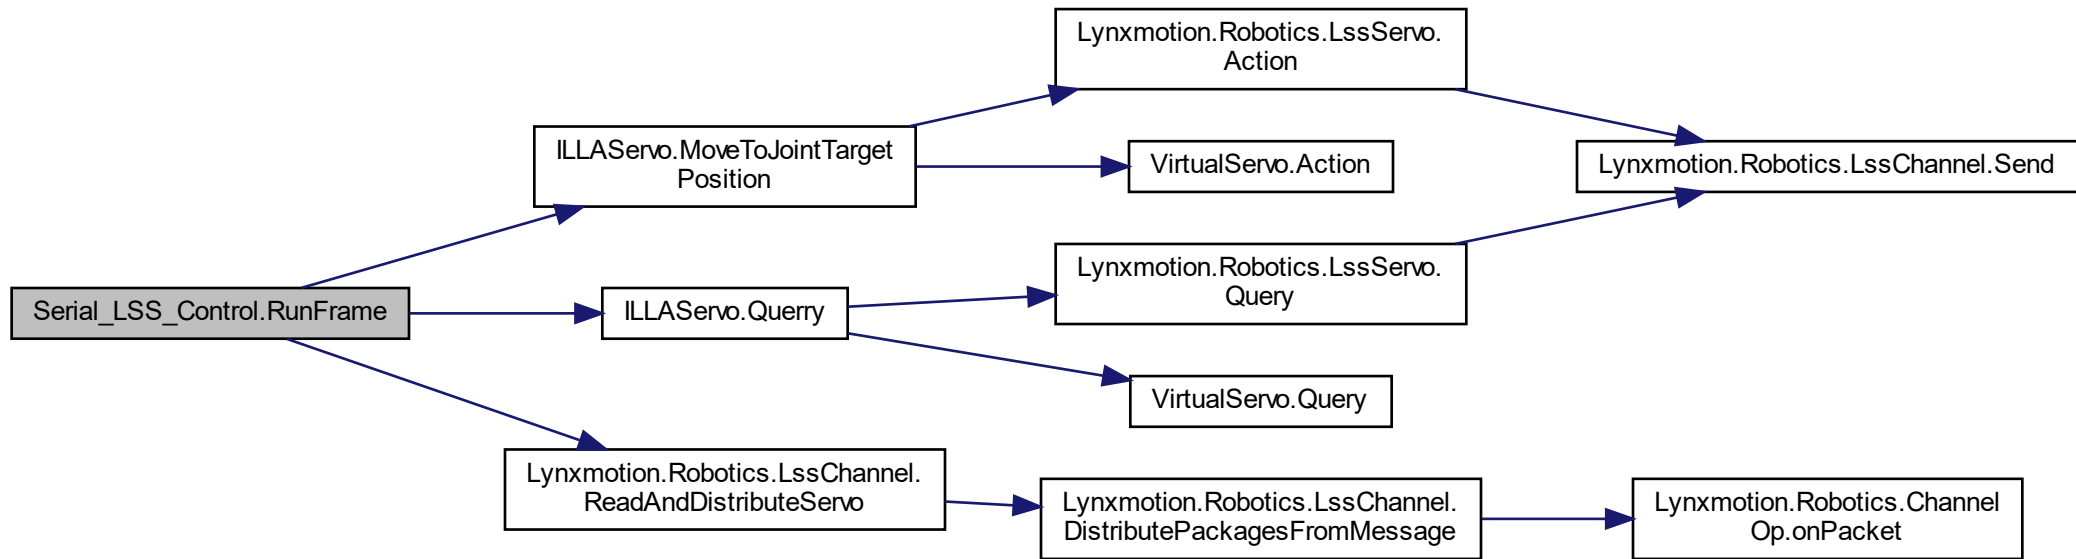 Serial_LSS_Control.RunFrame
ILLAServo.MoveToJointTarget
Position
Lynxmotion.Robotics.LssServo.
Action
VirtualServo.Action
Lynxmotion.Robotics.LssChannel.Send
ILLAServo.Querry
Lynxmotion.Robotics.LssServo.
Query
VirtualServo.Query
Lynxmotion.Robotics.LssChannel.
ReadAndDistributeServo
Lynxmotion.Robotics.LssChannel.
DistributePackagesFromMessage
Lynxmotion.Robotics.Channel
Op.onPacket